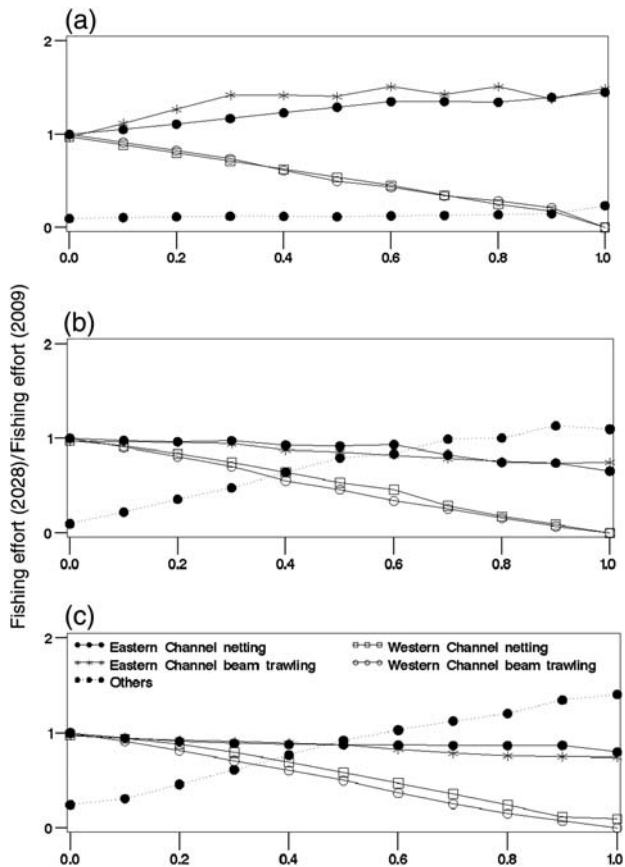 (a)
2
1
0
0.0 0.2 0.4 0.6 0.8 1.0
Fishing effort (2028)/Fishing effort (2009)
(b)
2
1
0
0.0 0.2 0.4 0.6 0.8 1.0
(c)
2
Eastern Channel netting
Western Channel netting
Eastern Channel beam trawling
Western Channel beam trawling
Others
1
0
0.0 0.2 0.4 0.6 0.8 1.0